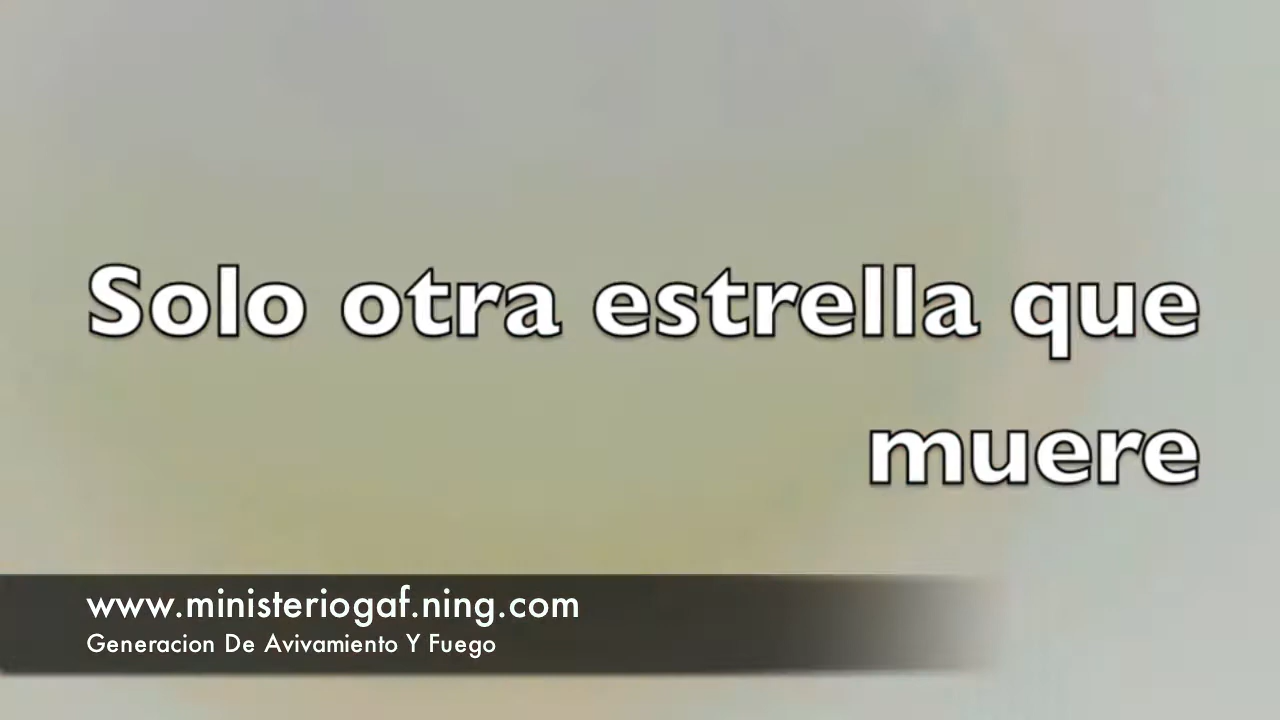 Solo otra estrella que
muere
www.ministeriogaf.ning.com
Generacion De Avivamiento Y Fuego